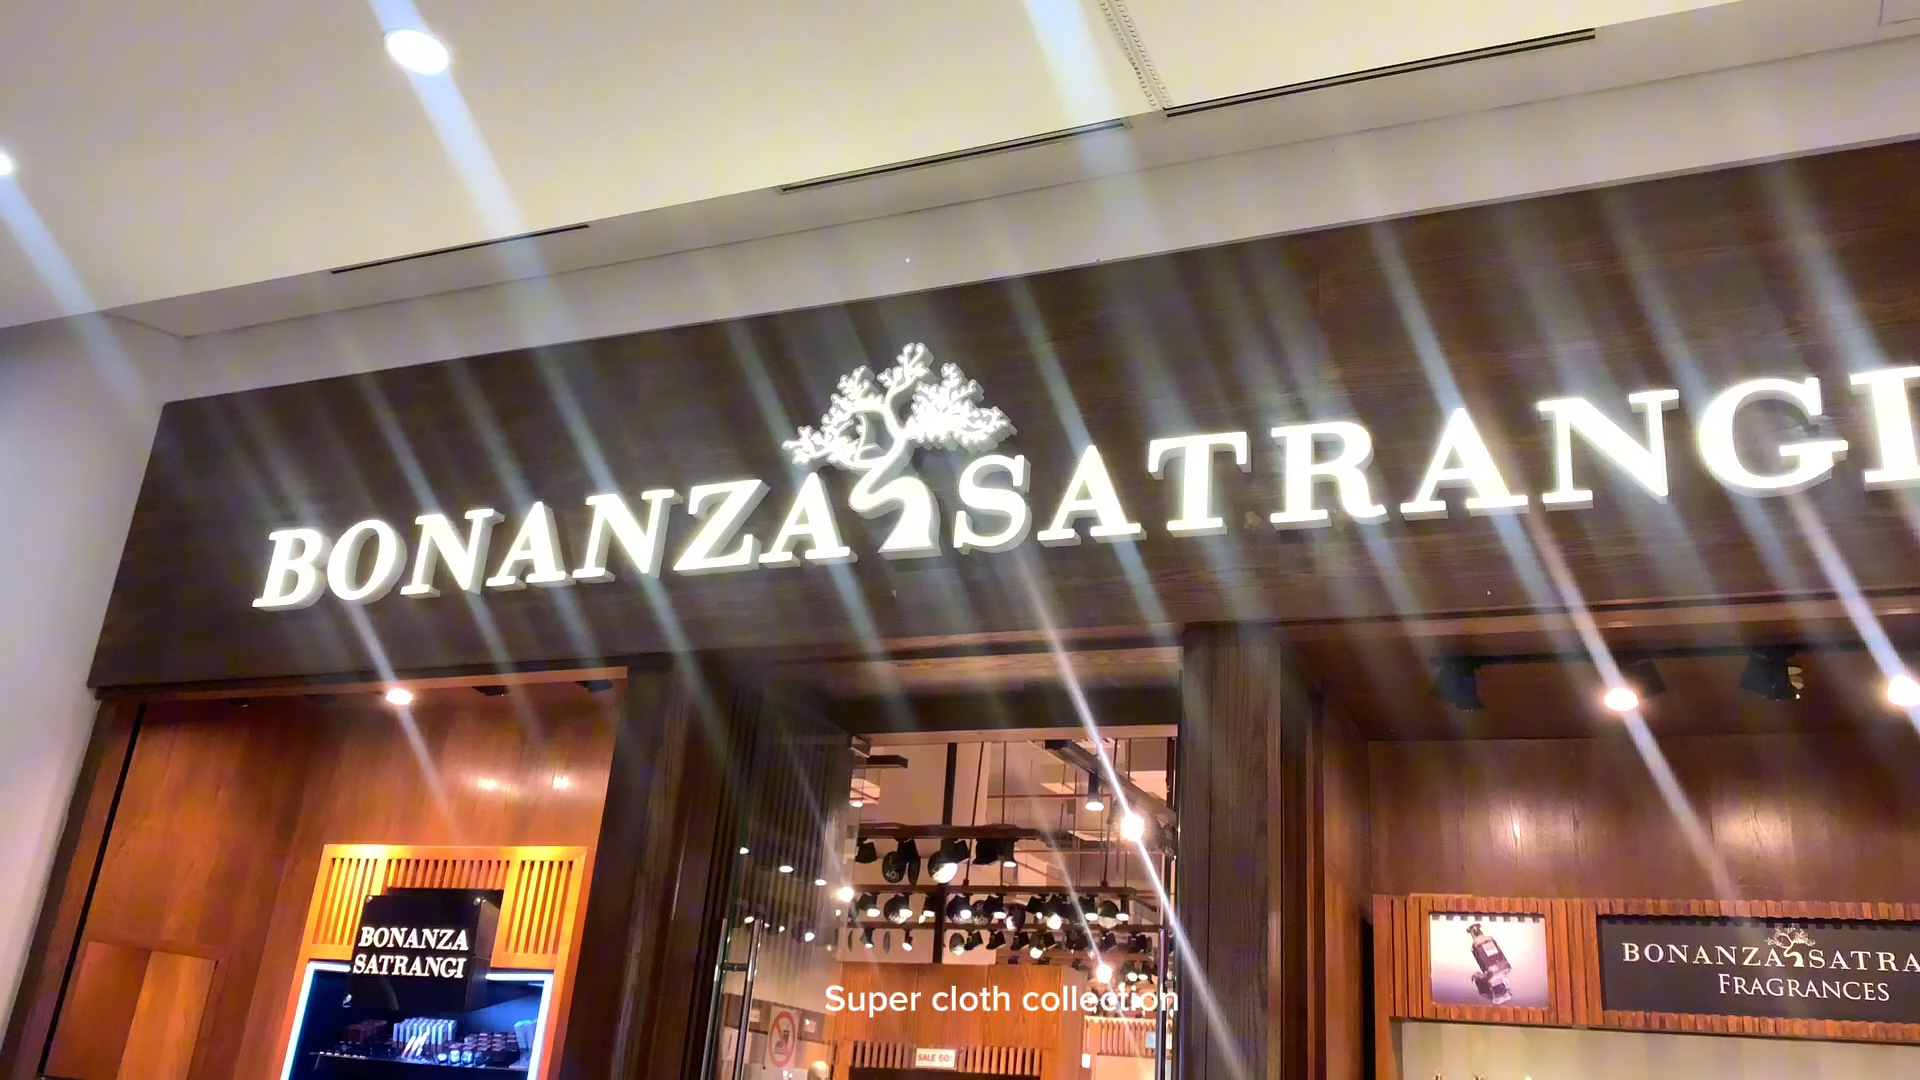 BONANZA SATRANGI
BONANZA
SATRANGI
BONANZA SATRA
FRAGRANCES
Super cloth collection
SALE 50